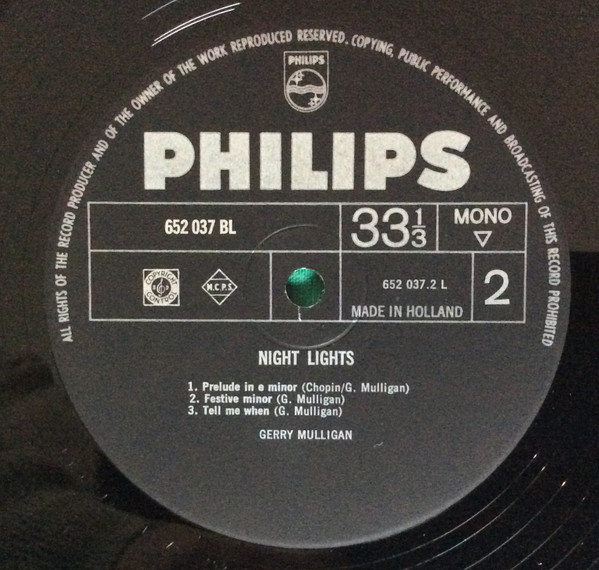 ALL RIGHTS OF THE RECORD PRODUCER AND OF THE OWNER OF THE WORK REPRODUCED RESERVED. COPYING, PUBLIC PERFORMANCE AND BROADCASTING OF THIS RECORD PROHIBITED
PHILIPS
PHILIPS
652 037 BL
33⅓
MONO
COPYRIGHT CONTROL
M.C.P.S.
652 037.2 L
MADE IN HOLLAND
2
NIGHT LIGHTS
1. Prelude in e minor (Chopin/G. Mulligan)
2. Festive minor (G. Mulligan)
3. Tell me when (G. Mulligan)
GERRY MULLIGAN